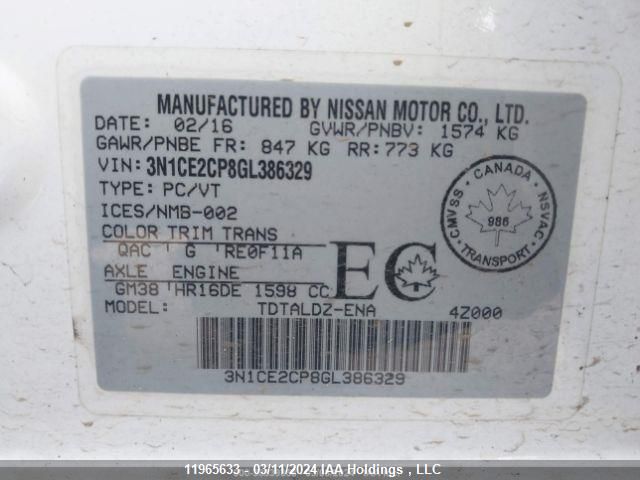 MANUFACTURED BY NISSAN MOTOR CO., LTD.
DATE: 02/16 GVWR/PNBV: 1574 KG
GAWR/PNBE FR: 847 KG RR: 773 KG
VIN: 3N1CE2CP8GL386329
TYPE: PC/VT
ICES/NMB-002
COLOR TRIM TRANS
QAC G RE0F11A
AXLE ENGINE
GM38 HR16DE 1598 CC
EC
MODEL: TDTALDZ-ENA 4Z000
3N1CE2CP8GL386329
CANADA
CMVSS NSVAC
986
TRANSPORT
11965633 - 03/11/2024 IAA Holdings , LLC